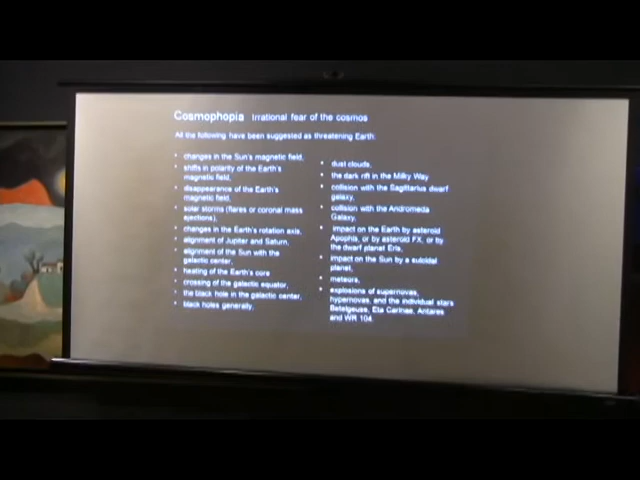 Cosmophopia Irrational fear of the cosmos
All the following have been suggested as threatening Earth:
• changes in the Sun's magnetic field,
• shifts in polarity of the Earth's
magnetic field,
• disappearance of the Earth's
magnetic field,
• solar storms (flares or coronal mass
ejections),
• changes in the Earth's rotation axis,
• alignment of Jupiter and Saturn,
• alignment of the Sun with the
galactic center,
• heating of the Earth's core
• crossing of the galactic equator,
• the black hole in the galactic center,
• black holes generally,
• dust clouds,
• the dark rift in the Milky Way
• collision with the Sagittarius dwarf
galaxy,
• collision with the Andromeda
Galaxy,
• impact on the Earth by asteroid
Apophis, or by asteroid FX, or by
the dwarf planet Eris,
• impact on the Sun by a suicidal
planet,
• meteors,
• explosions of supernovas,
hypernovas, and the individual stars
Betelgeuse, Eta Carinae, Antares
and WR 104.